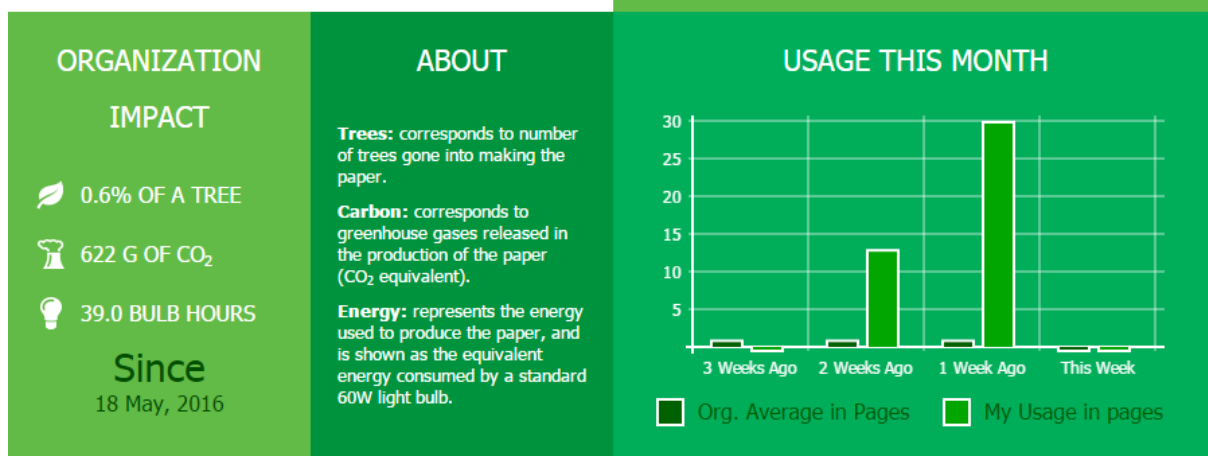 ORGANIZATION
IMPACT
0.6% OF A TREE
622 G OF CO₂
39.0 BULB HOURS
Since
18 May, 2016
ABOUT
Trees: corresponds to number
of trees gone into making the
paper.
Carbon: corresponds to
greenhouse gases released in
the production of the paper
(CO₂ equivalent).
Energy: represents the energy
used to produce the paper, and
is shown as the equivalent
energy consumed by a standard
60W light bulb.
USAGE THIS MONTH
30
25
20
15
10
5
3 Weeks Ago 2 Weeks Ago 1 Week Ago This Week
Org. Average in Pages My Usage in pages